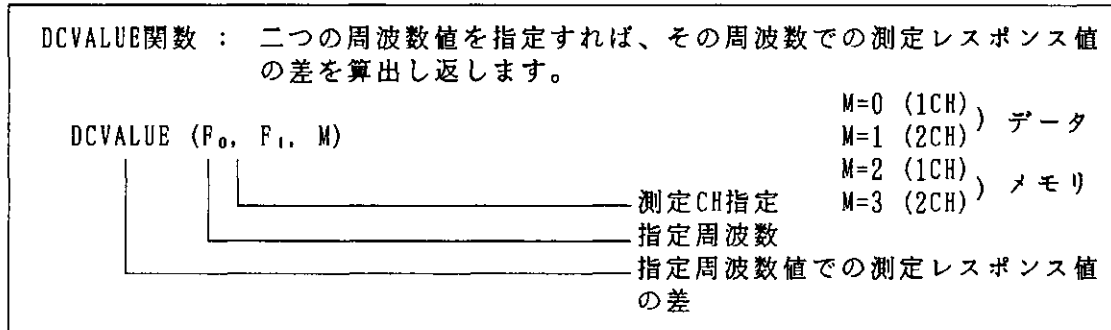 DCVALUE関数 : 二つの周波数値を指定すれば、その周波数での測定レスポンス値
の差を算出し返します。
DCVALUE (F₀, F₁, M)
M=0 (1CH)
M=1 (2CH)
) データ
M=2 (1CH)
M=3 (2CH)
) メモリ
測定CH指定
指定周波数
指定周波数値での測定レスポンス値
の差